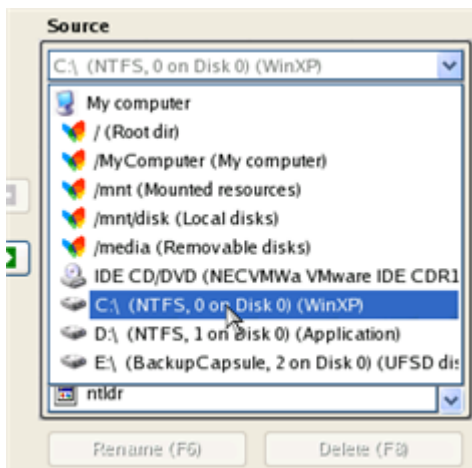 Source
C:\ (NTFS, 0 on Disk 0) (WinXP)
My computer
/ (Root dir)
/MyComputer (My computer)
/mnt (Mounted resources)
/mnt/disk (Local disks)
/media (Removable disks)
IDE CD/DVD (NECVMWa VMware IDE CDR1
C:\ (NTFS, 0 on Disk 0) (WinXP)
D:\ (NTFS, 1 on Disk 0) (Application)
E:\ (BackupCapsule, 2 on Disk 0) (UFSD dis
ntldr
Rename (F6)
Delete (F8)